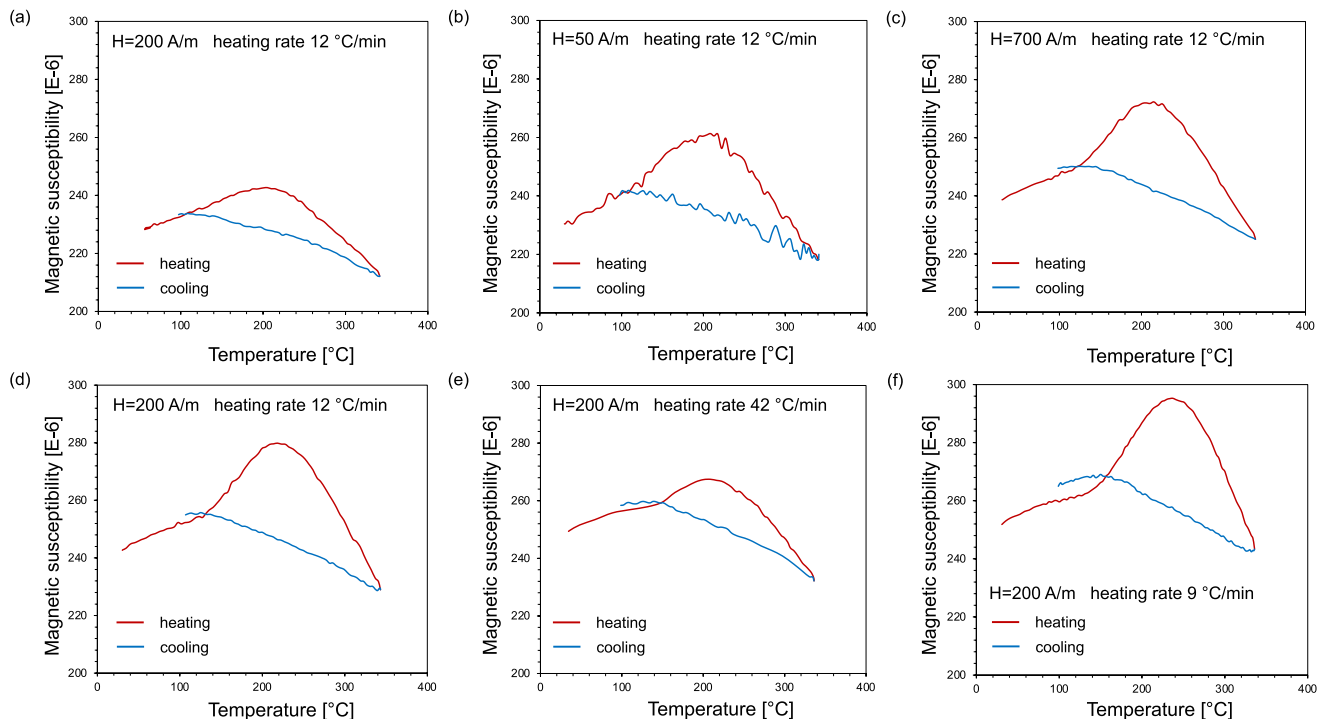 (a)
H=200 A/m   heating rate 12 °C/min
Magnetic susceptibility [E-6]
300
280
260
240
220
200
heating
cooling
0
100
200
300
400
Temperature [°C]
(b)
H=50 A/m   heating rate 12 °C/min
Magnetic susceptibility [E-6]
300
280
260
240
220
200
heating
cooling
0
100
200
300
400
Temperature [°C]
(c)
H=700 A/m   heating rate 12 °C/min
Magnetic susceptibility [E-6]
300
280
260
240
220
200
heating
cooling
0
100
200
300
400
Temperature [°C]
(d)
H=200 A/m   heating rate 12 °C/min
Magnetic susceptibility [E-6]
300
280
260
240
220
200
heating
cooling
0
100
200
300
400
Temperature [°C]
(e)
H=200 A/m   heating rate 42 °C/min
Magnetic susceptibility [E-6]
300
280
260
240
220
200
heating
cooling
0
100
200
300
400
Temperature [°C]
(f)
Magnetic susceptibility [E-6]
300
280
260
240
220
200
H=200 A/m   heating rate 9 °C/min
heating
cooling
0
100
200
300
400
Temperature [°C]